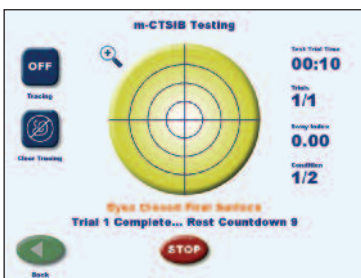 m-CTSIB Testing
OFF
Tracing
Clear Tracing
Test Trial Time
00:10
Trials
1/1
Sway Index
0.00
Condition
1/2
Eyes Closed Firm Surface
Trial 1 Complete... Rest Countdown 9
Back
STOP